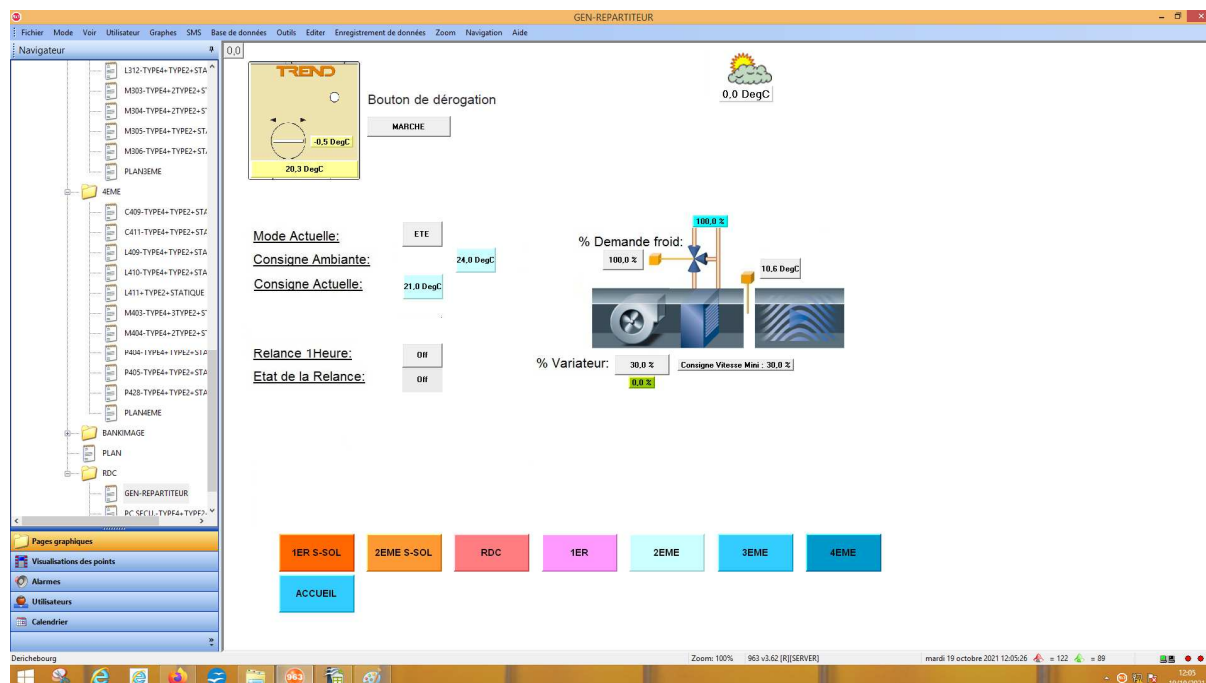 GEN-REPARTITEUR
Fichier Mode Voir Utilisateur Graphes SMS Base de données Outils Editer Enregistrement de données Zoom Navigation Aide
Navigateur
0,0
L312-TYPE4+TYPE2+STA
M303-TYPE4+2TYPE2+S
M304-TYPE4+2TYPE2+S
M305-TYPE4+TYPE2+ST
M306-TYPE4+TYPE2+ST
PLAN3EME
4EME
C409-TYPE4+TYPE2+STA
C411-TYPE4+TYPE2+STA
L409-TYPE4+TYPE2+STA
L410-TYPE4+TYPE2+STA
L411+TYPE2+STATIQUE
M403-TYPE4+3TYPE2+S
M404-TYPE4+2TYPE2+S
P404-TYPE4+TYPE2+STA
P405-TYPE4+TYPE2+STA
P428-TYPE4+TYPE2+STA
PLAN4EME
BANKIMAGE
PLAN
RDC
GEN-REPARTITEUR
PC SECU.-TYPE4+TYPE2-
Pages graphiques
Visualisations des points
Alarmes
Utilisateurs
Calendrier
TREND
-0,5 DegC
20,3 DegC
Bouton de dérogation
MARCHE
0,0 DegC
Mode Actuelle: ETE
Consigne Ambiante: 24,0 DegC
Consigne Actuelle: 21,0 DegC
Relance 1Heure: Off
Etat de la Relance: Off
100,0 %
% Demande froid:
100,0 %
10,6 DegC
% Variateur: 30,0 % Consigne Vitesse Mini : 30,0 %
0,0 %
1ER S-SOL 2EME S-SOL RDC 1ER 2EME 3EME 4EME
ACCUEIL
Derichebourg Zoom: 100% 963 v3.62 [R][SERVER] mardi 19 octobre 2021 12:05:26 = 122 = 89
963
12:05
19/10/2021